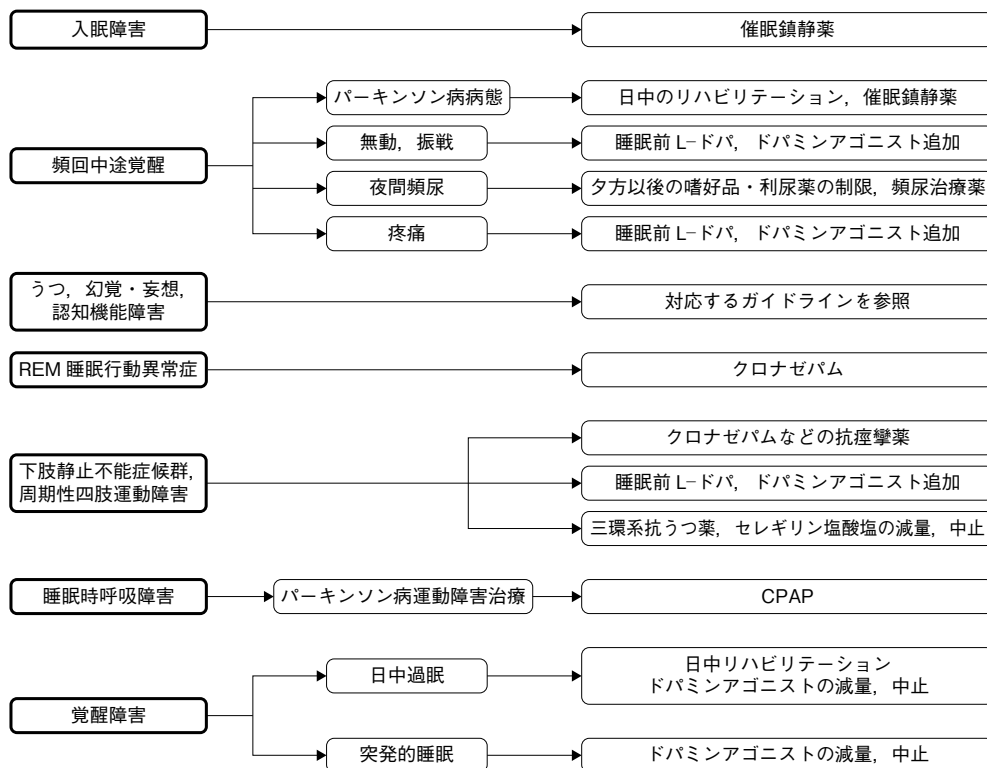 入眠障害
催眠鎮静薬
頻回中途覚醒
パーキンソン病病態
日中のリハビリテーション，催眠鎮静薬
無動，振戦
睡眠前 L−ドパ，ドパミンアゴニスト追加
夜間頻尿
夕方以後の嗜好品・利尿薬の制限，頻尿治療薬
疼痛
睡眠前 L−ドパ，ドパミンアゴニスト追加
うつ，幻覚・妄想，
認知機能障害
対応するガイドラインを参照
REM 睡眠行動異常症
クロナゼパム
下肢静止不能症候群，
周期性四肢運動障害
クロナゼパムなどの抗痙攣薬
睡眠前 L−ドパ，ドパミンアゴニスト追加
三環系抗うつ薬，セレギリン塩酸塩の減量，中止
睡眠時呼吸障害
パーキンソン病運動障害治療
CPAP
覚醒障害
日中過眠
日中リハビリテーション
ドパミンアゴニストの減量，中止
突発的睡眠
ドパミンアゴニストの減量，中止